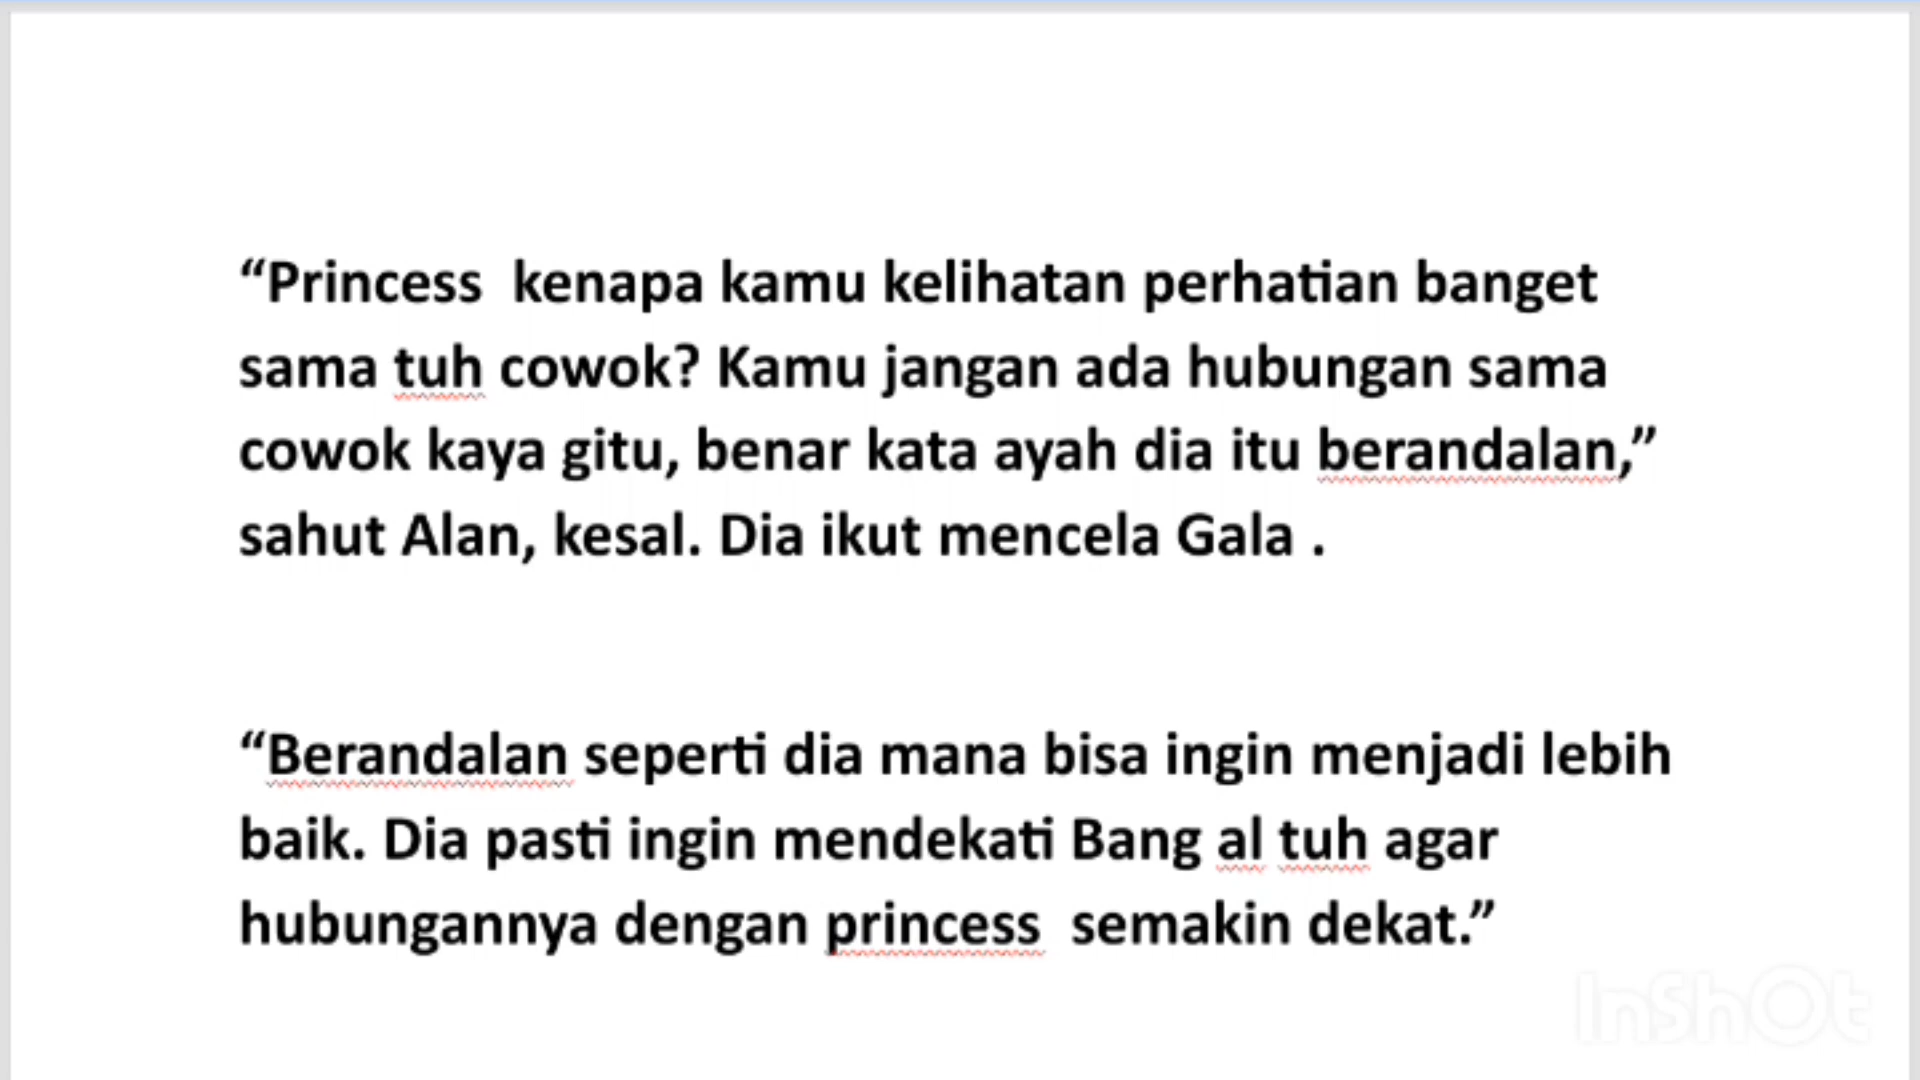 “Princess  kenapa kamu kelihatan perhatian banget
sama tuh cowok? Kamu jangan ada hubungan sama
cowok kaya gitu, benar kata ayah dia itu berandalan,”
sahut Alan, kesal. Dia ikut mencela Gala .
“Berandalan seperti dia mana bisa ingin menjadi lebih
baik. Dia pasti ingin mendekati Bang al tuh agar
hubungannya dengan princess  semakin dekat.”
InShOt